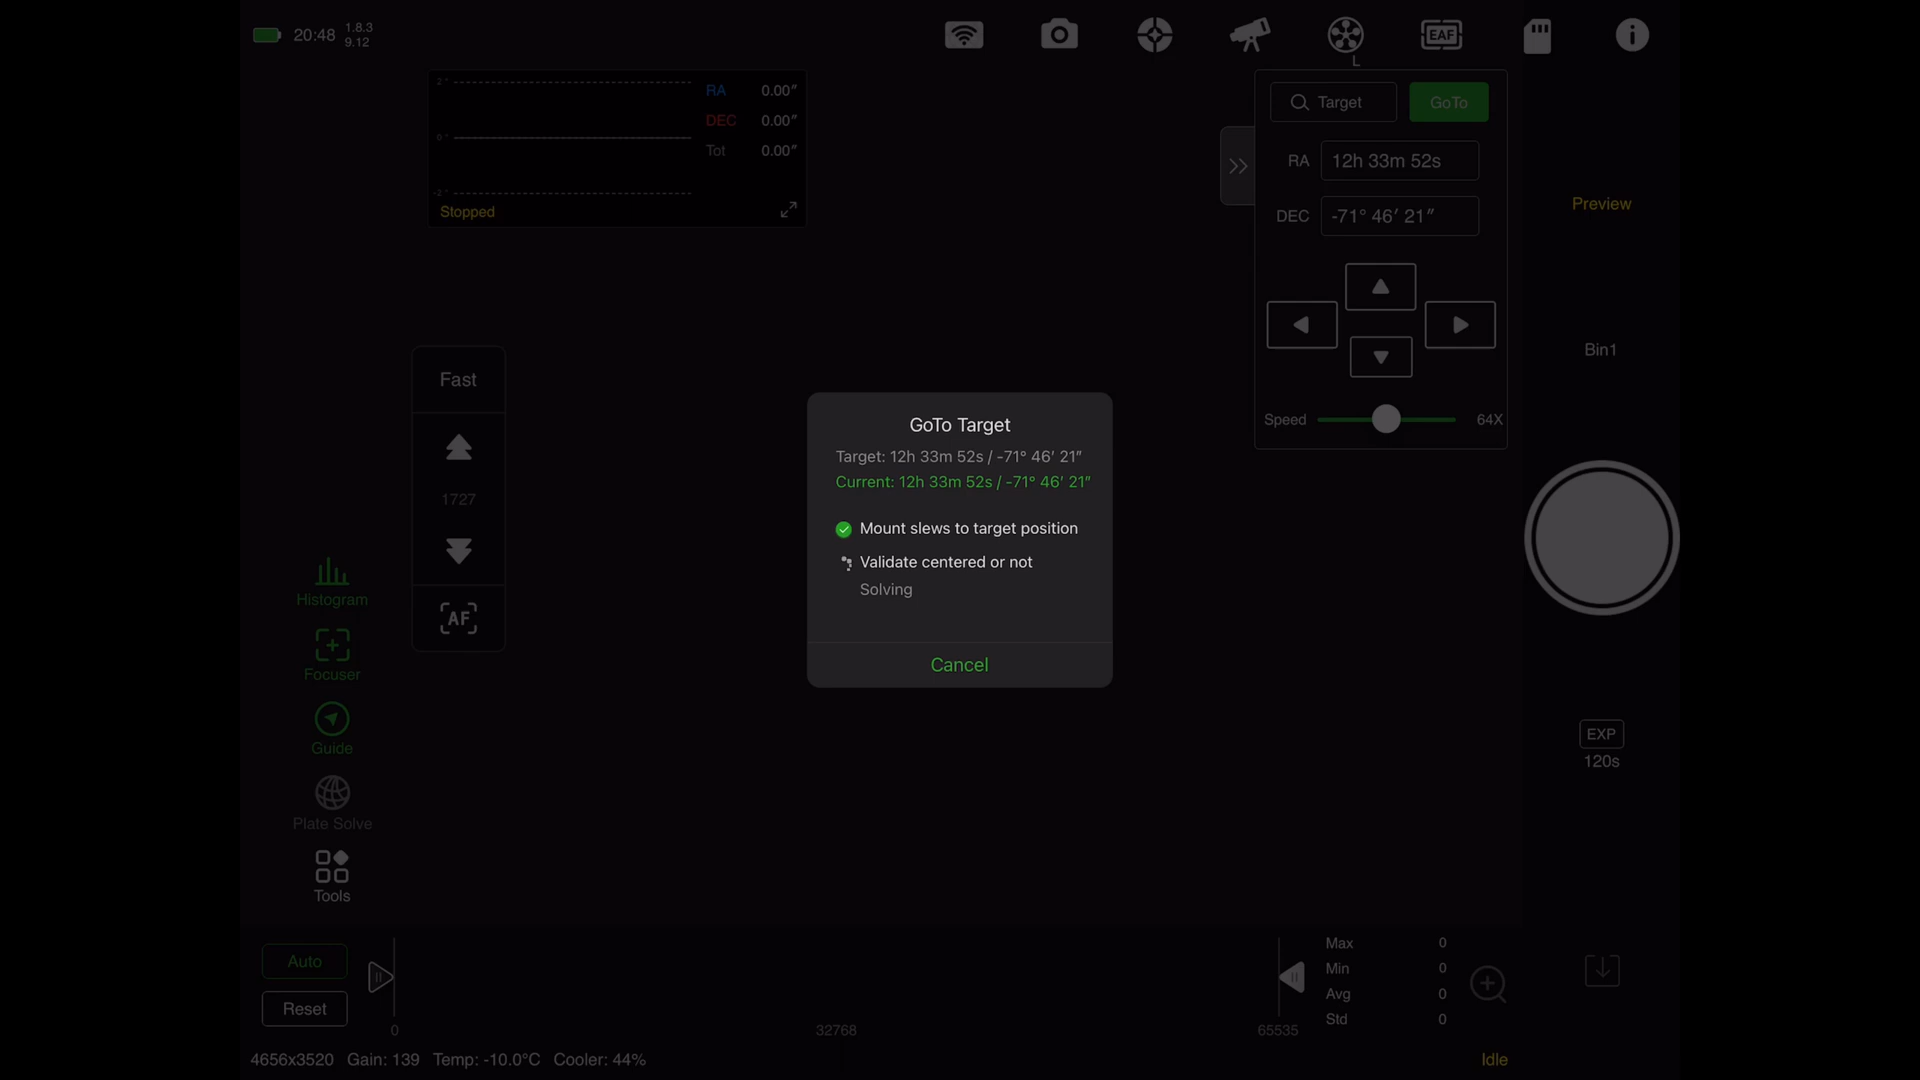 20:48
1.8.3
9.12
EAF
L
2"
0"
-2"
RA 0.00"
DEC 0.00"
Tot 0.00"
Stopped
Target
GoTo
RA 12h 33m 52s
DEC -71° 46' 21"
Speed 64X
Preview
Bin1
Fast
1727
AF
GoTo Target
Target: 12h 33m 52s / -71° 46' 21"
Current: 12h 33m 52s / -71° 46' 21"
Mount slews to target position
Validate centered or not
Solving
Cancel
Histogram
Focuser
Guide
Plate Solve
Tools
EXP
120s
Auto
Reset
0
32768
65535
Max 0
Min 0
Avg 0
Std 0
4656x3520 Gain: 139 Temp: -10.0°C Cooler: 44%
Idle